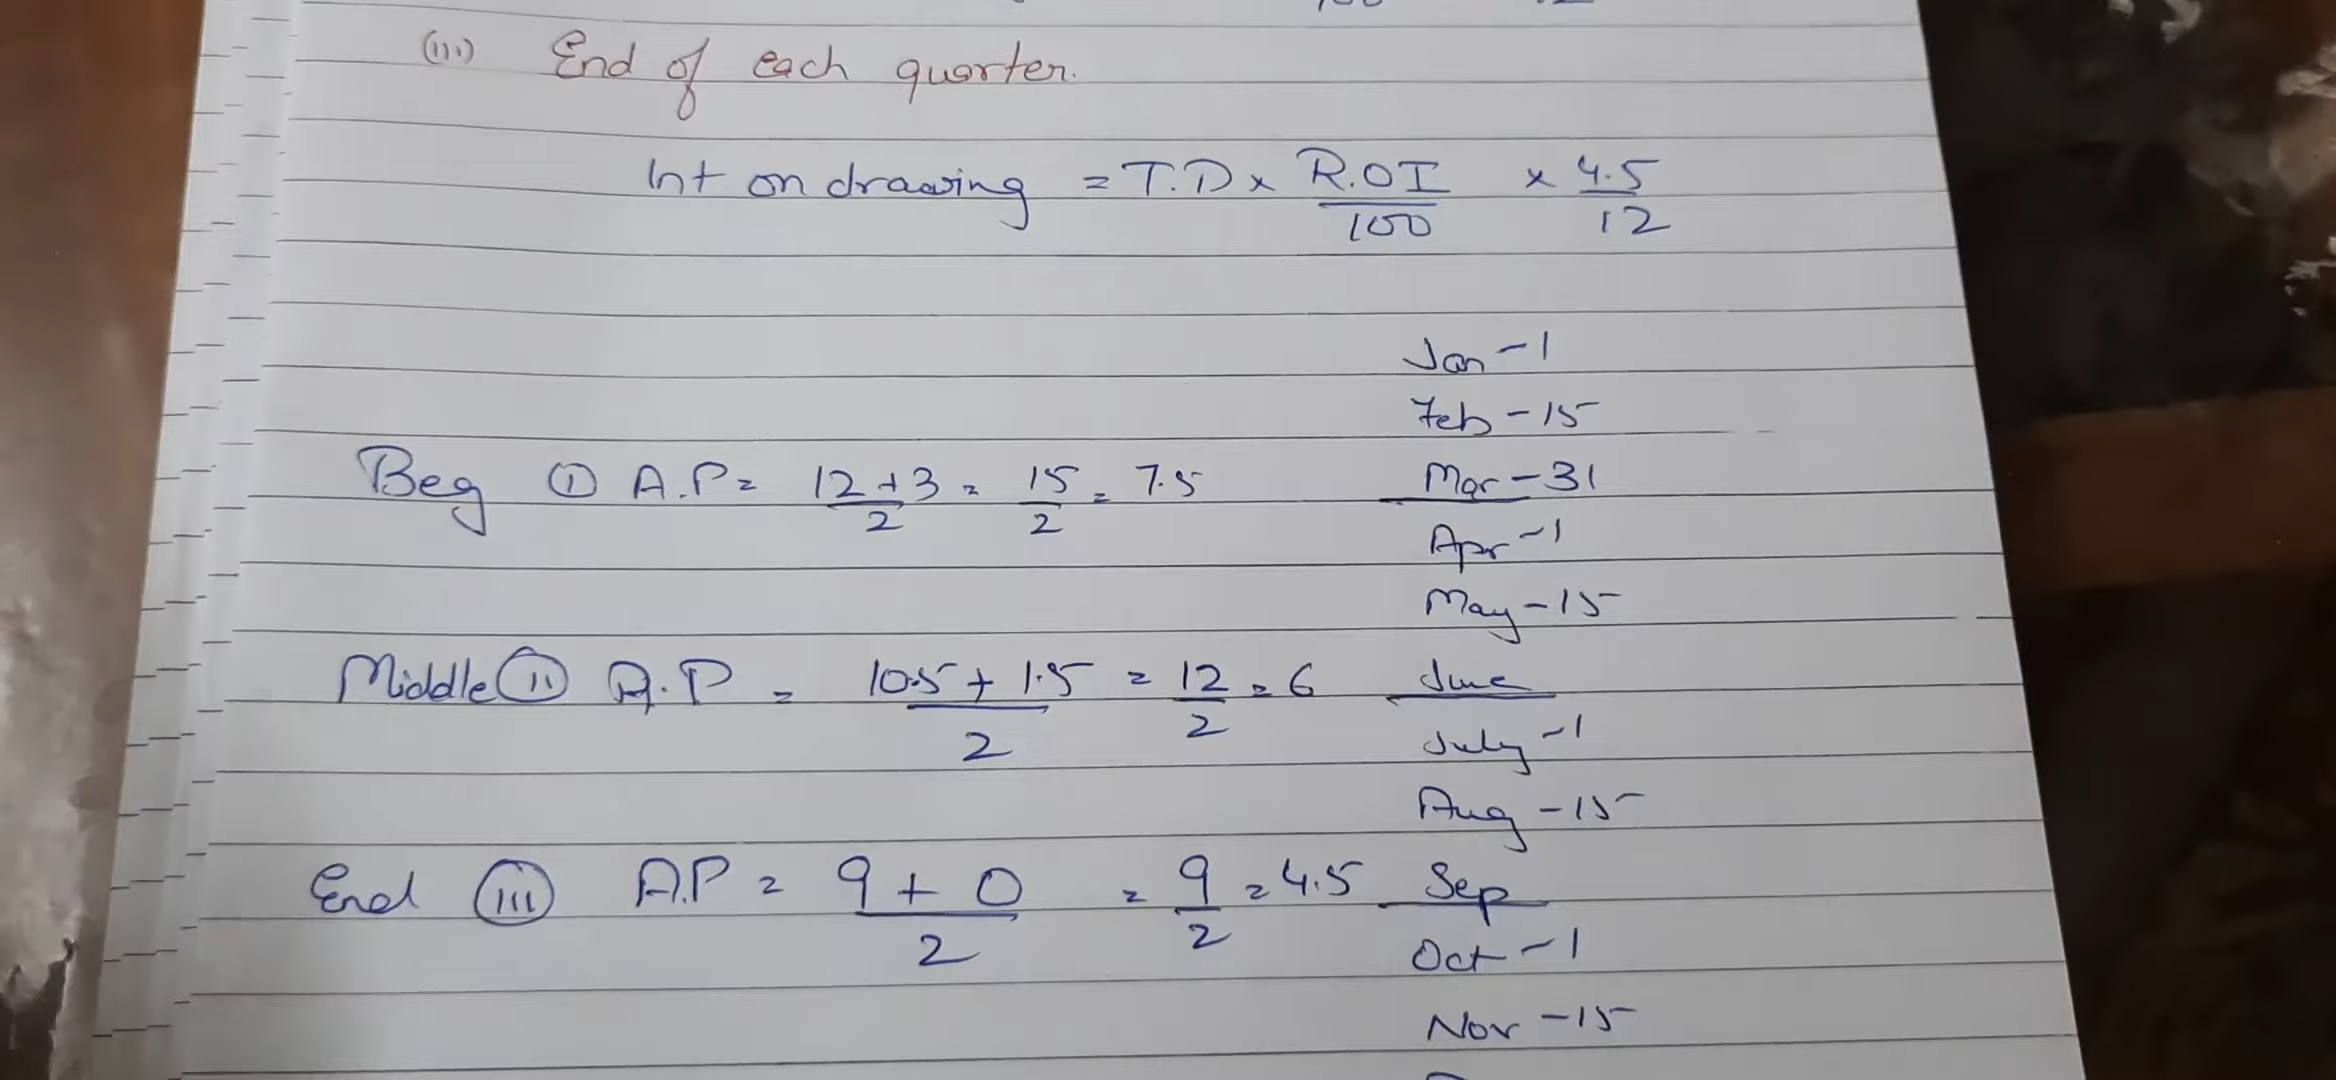 (iii) End of each quarter.
Int on drawing = T.D x R.OI/100 x 4.5/12
Jan - 1
Feb - 15
Beg (i) A.P = 12 + 3/2 = 15/2 = 7.5
Mar - 31
Apr - 1
May - 15
Middle (ii) A.P = 10.5 + 1.5/2 = 12/2 = 6
June
July - 1
Aug - 15
End (iii) A.P = 9 + 0/2 = 9/2 = 4.5
Sep
Oct - 1
Nov - 15